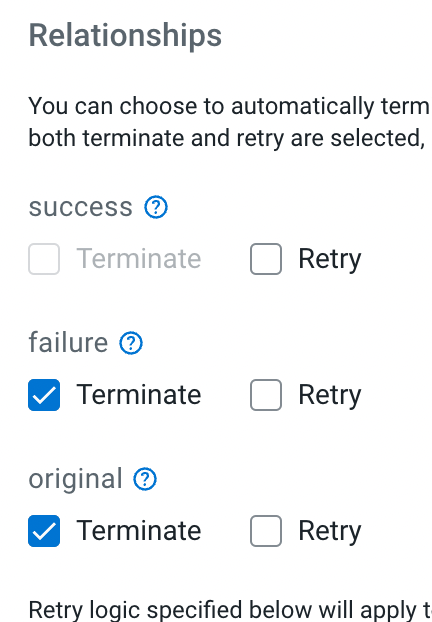 Relationships
You can choose to automatically term
both terminate and retry are selected,
success
Terminate Retry
failure
Terminate Retry
original
Terminate Retry
Retry logic specified below will apply t